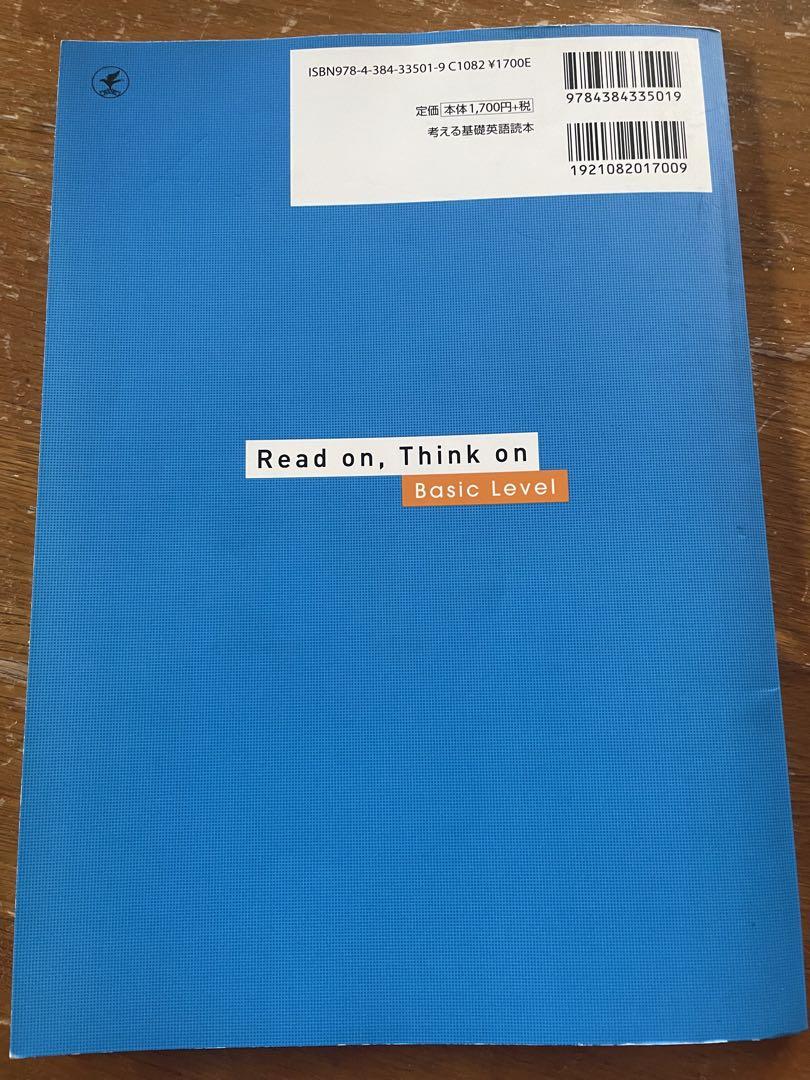 ISBN978-4-384-33501-9 C1082 ¥1700E
定価 本体1,700円+税
考える基礎英語読本
9784384335019
1921082017009
Read on, Think on
Basic Level